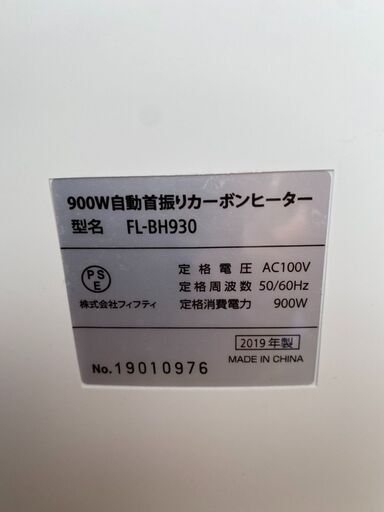 900W自動首振りカーボンヒーター
型名 FL-BH930
PSE
定格電圧 AC100V
定格周波数 50/60Hz
株式会社フィフティ 定格消費電力 900W
2019年製
No.19010976 MADE IN CHINA